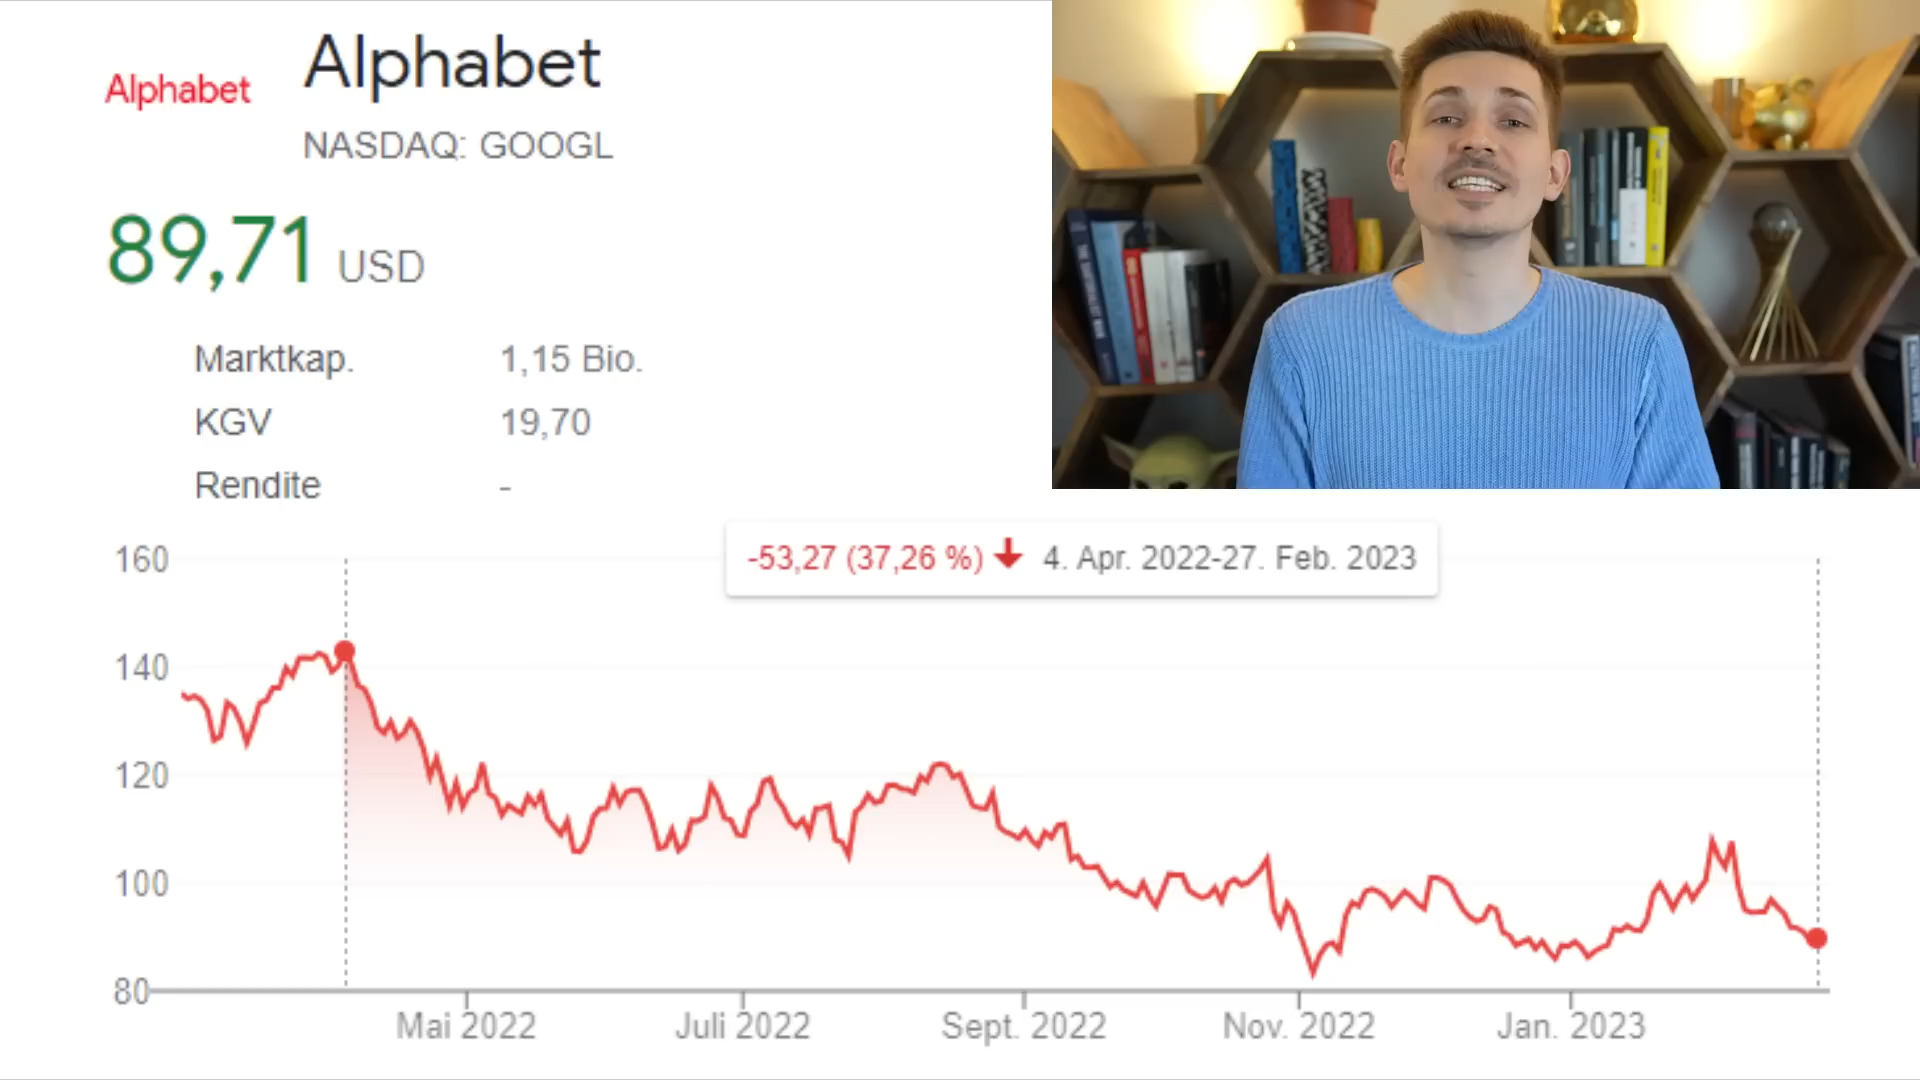 Alphabet
Alphabet
NASDAQ: GOOGL
89,71 USD
Marktkap. 1,15 Bio.
KGV 19,70
Rendite -
-53,27 (37,26 %) 4. Apr. 2022-27. Feb. 2023
160
140
120
100
80
Mai 2022 Juli 2022 Sept. 2022 Nov. 2022 Jan. 2023